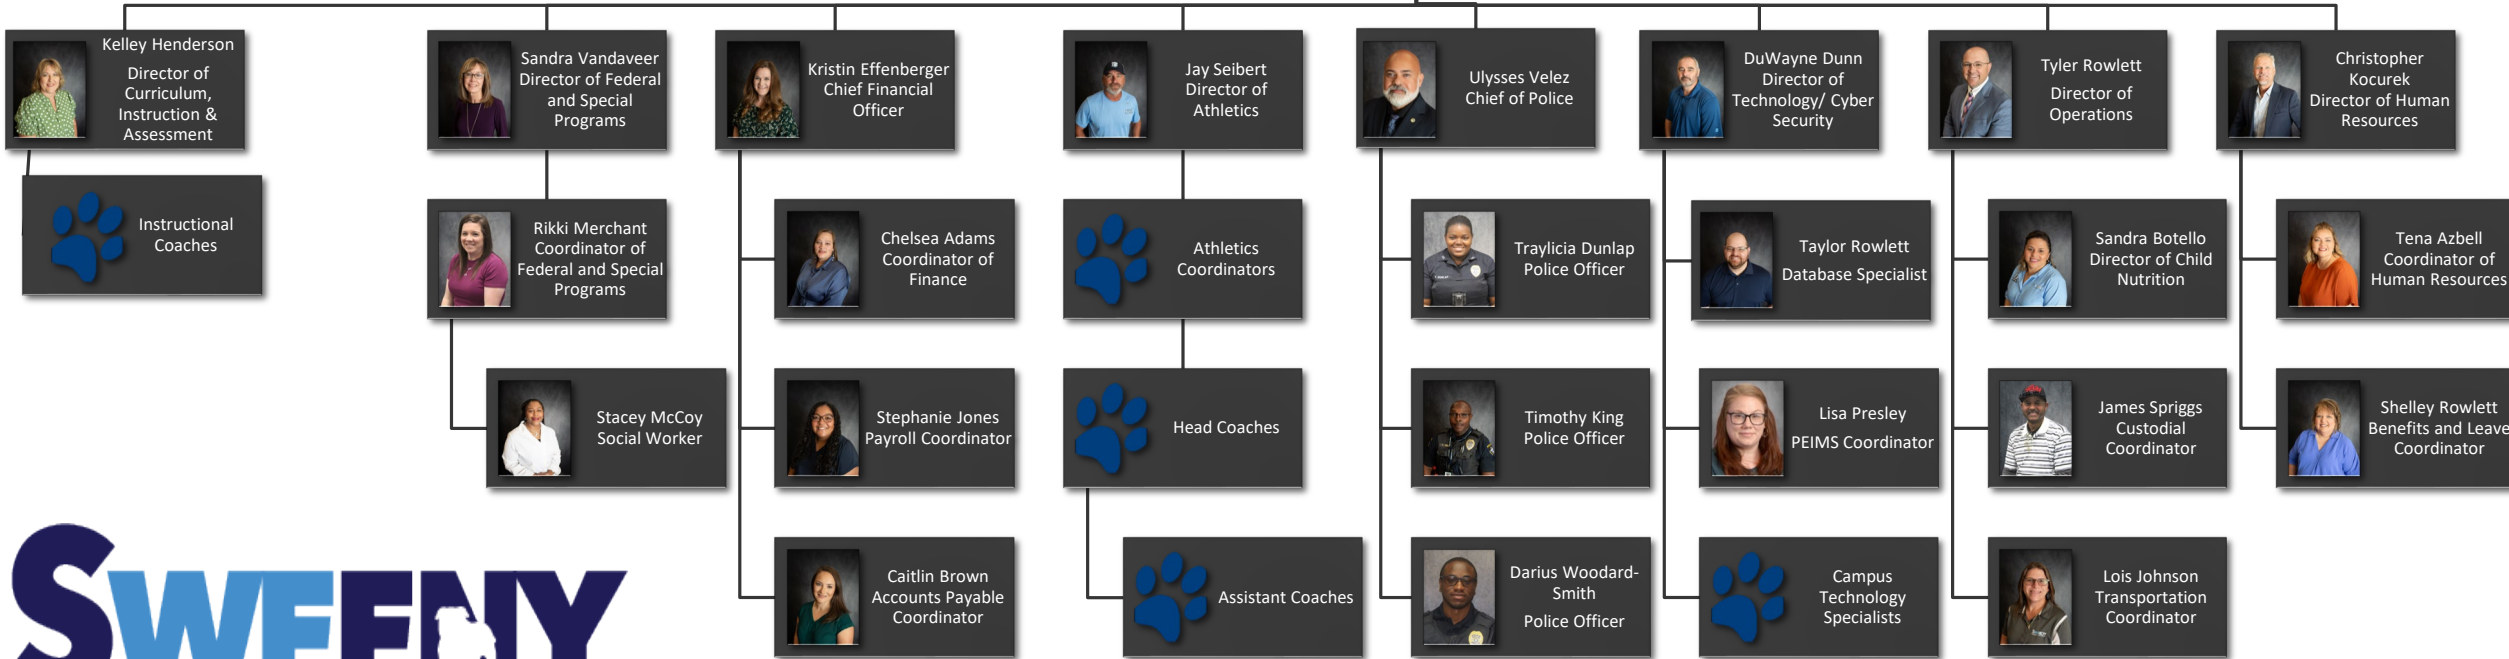 Kelley Henderson
Director of
Curriculum,
Instruction &
Assessment
Sandra Vandaveer
Director of Federal
and Special
Programs
Kristin Effenberger
Chief Financial
Officer
Jay Seibert
Director of
Athletics
Ulysses Velez
Chief of Police
DuWayne Dunn
Director of
Technology/ Cyber
Security
Tyler Rowlett
Director of
Operations
Christopher
Kocurek
Director of Human
Resources
Instructional
Coaches
Rikki Merchant
Coordinator of
Federal and Special
Programs
Chelsea Adams
Coordinator of
Finance
Athletics
Coordinators
Traylicia Dunlap
Police Officer
Taylor Rowlett
Database Specialist
Sandra Botello
Director of Child
Nutrition
Tena Azbell
Coordinator of
Human Resources
Stacey McCoy
Social Worker
Stephanie Jones
Payroll Coordinator
Head Coaches
Timothy King
Police Officer
Lisa Presley
PEIMS Coordinator
James Spriggs
Custodial
Coordinator
Shelley Rowlett
Benefits and Leave
Coordinator
Caitlin Brown
Accounts Payable
Coordinator
Assistant Coaches
Darius Woodard-
Smith
Police Officer
Campus
Technology
Specialists
Lois Johnson
Transportation
Coordinator
SWEENY